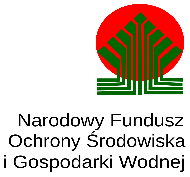 Narodowy Fundusz
Ochrony Środowiska
i Gospodarki Wodnej